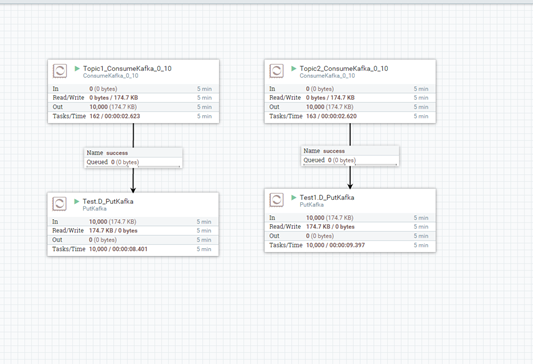 Topic1_ConsumeKafka_0_10
ConsumeKafka_0_10
In 0 (0 bytes) 5 min
Read/Write 0 bytes / 174.7 KB 5 min
Out 10,000 (174.7 KB) 5 min
Tasks/Time 162 / 00:00:02.623 5 min
Name success
Queued 0 (0 bytes)
Test.D_PutKafka
PutKafka
In 10,000 (174.7 KB) 5 min
Read/Write 174.7 KB / 0 bytes 5 min
Out 0 (0 bytes) 5 min
Tasks/Time 10,000 / 00:00:08.401 5 min
Topic2_ConsumeKafka_0_10
ConsumeKafka_0_10
In 0 (0 bytes) 5 min
Read/Write 0 bytes / 174.7 KB 5 min
Out 10,000 (174.7 KB) 5 min
Tasks/Time 163 / 00:00:02.620 5 min
Name success
Queued 0 (0 bytes)
Test1.D_PutKafka
PutKafka
In 10,000 (174.7 KB) 5 min
Read/Write 174.7 KB / 0 bytes 5 min
Out 0 (0 bytes) 5 min
Tasks/Time 10,000 / 00:00:09.397 5 min